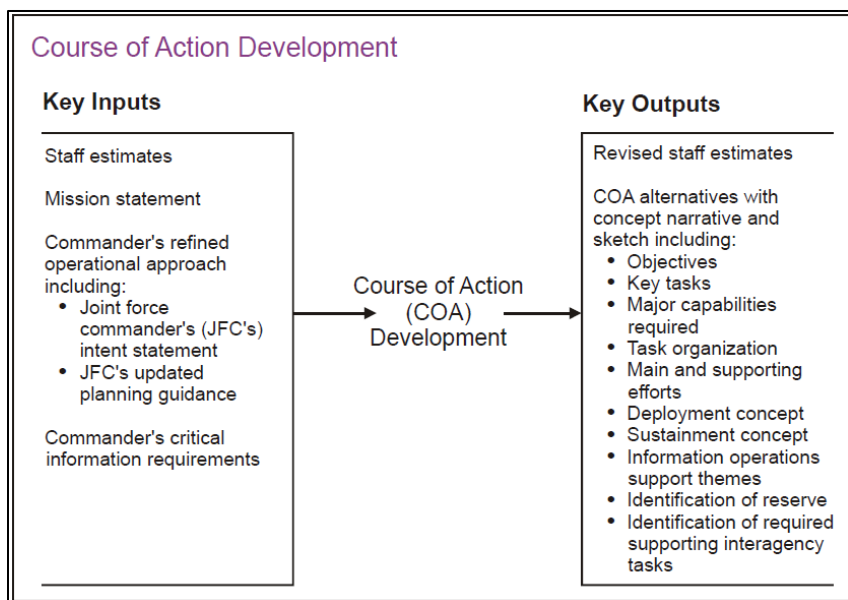 Course of Action Development
Key Inputs
Staff estimates
Mission statement
Commander's refined
operational approach
including:
• Joint force
commander's (JFC's)
intent statement
• JFC's updated
planning guidance
Commander's critical
information requirements
Course of Action
(COA)
Development
Key Outputs
Revised staff estimates
COA alternatives with
concept narrative and
sketch including:
• Objectives
• Key tasks
• Major capabilities
required
• Task organization
• Main and supporting
efforts
• Deployment concept
• Sustainment concept
• Information operations
support themes
• Identification of reserve
• Identification of required
supporting interagency
tasks